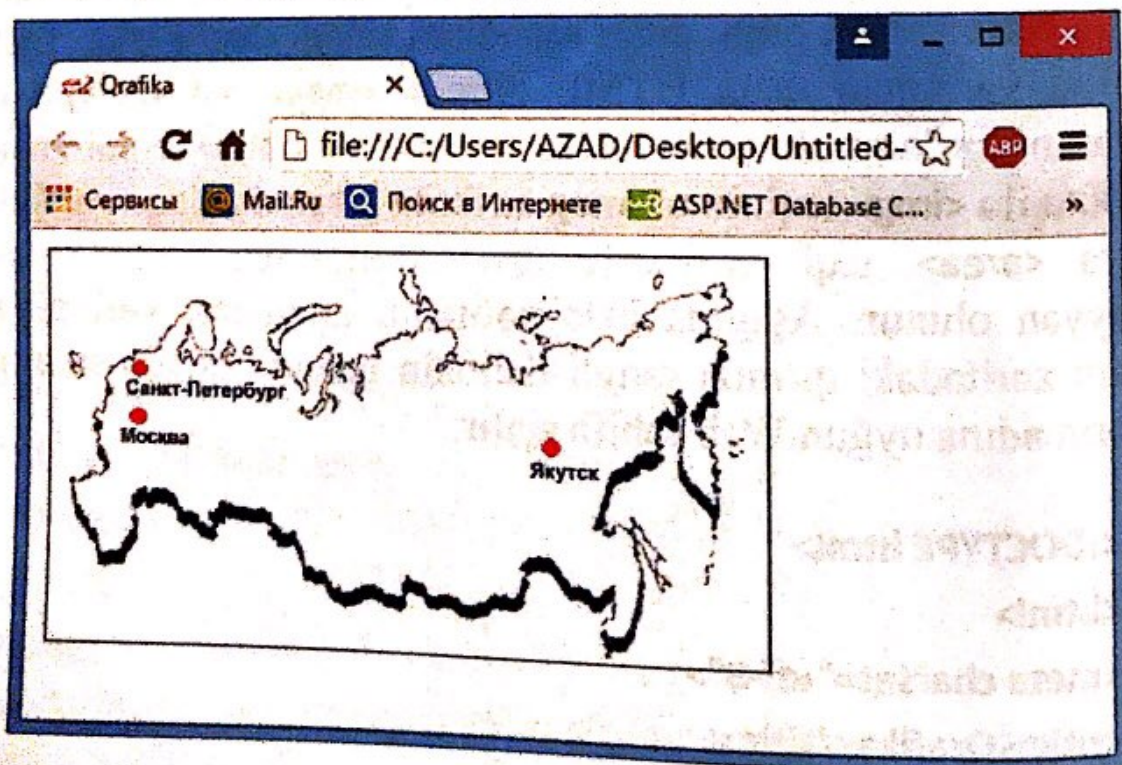 Qrafika
file:///C:/Users/AZAD/Desktop/Untitled-
ABP
Сервисы Mail.Ru Поиск в Интернете ASP.NET Database C... »
Санкт-Петербург
Москва
Якутск